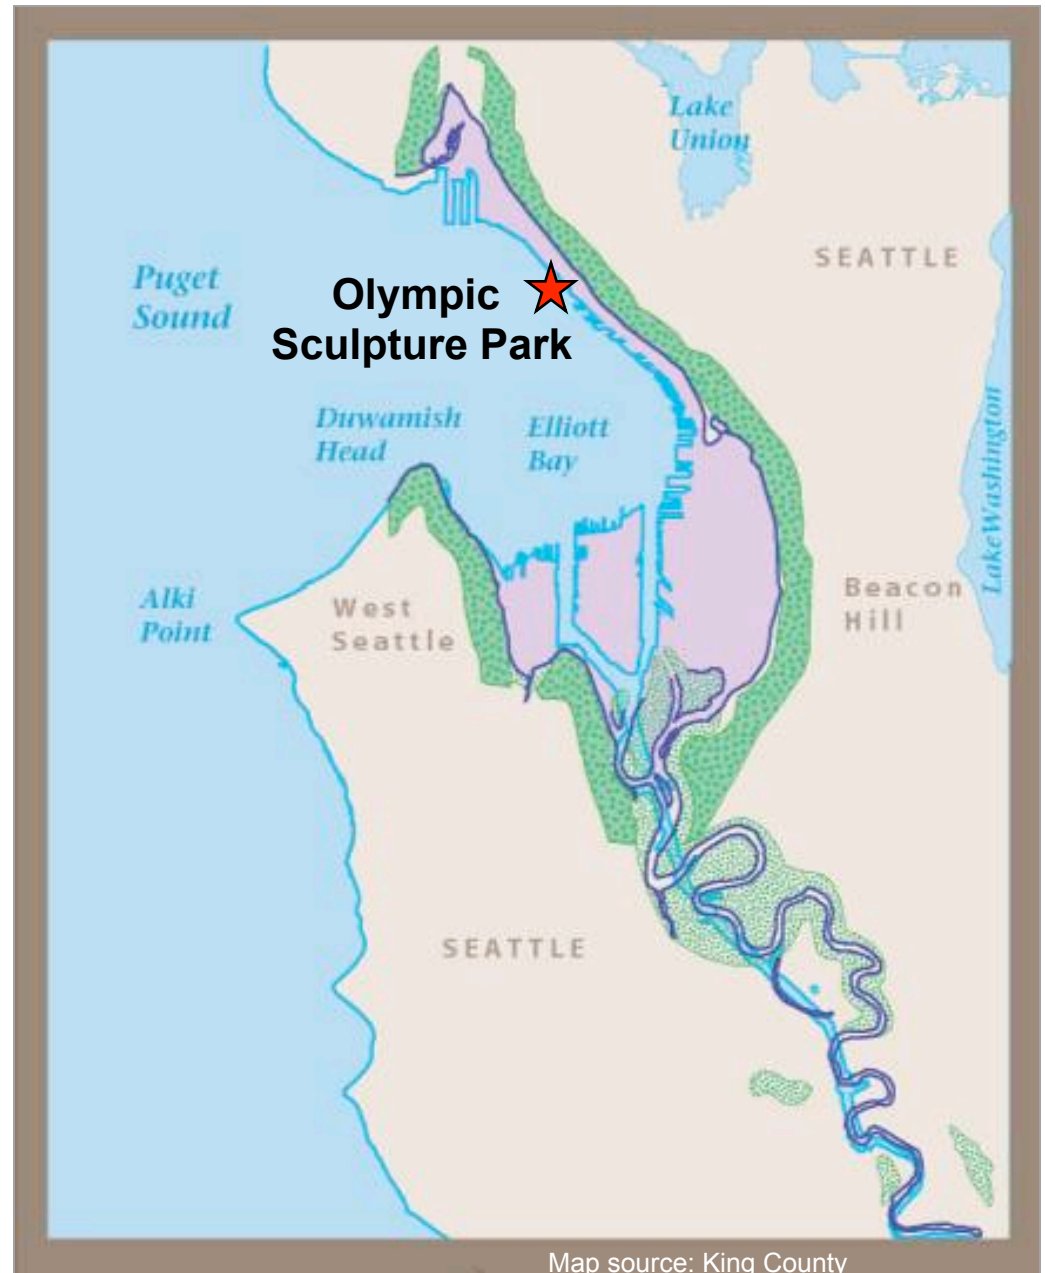 Lake
Union
SEATTLE
Puget
Sound
Olympic
Sculpture Park
Duwamish
Head
Elliott
Bay
Lake Washington
Alki
Point
West
Seattle
Beacon
Hill
SEATTLE
Map source: King County